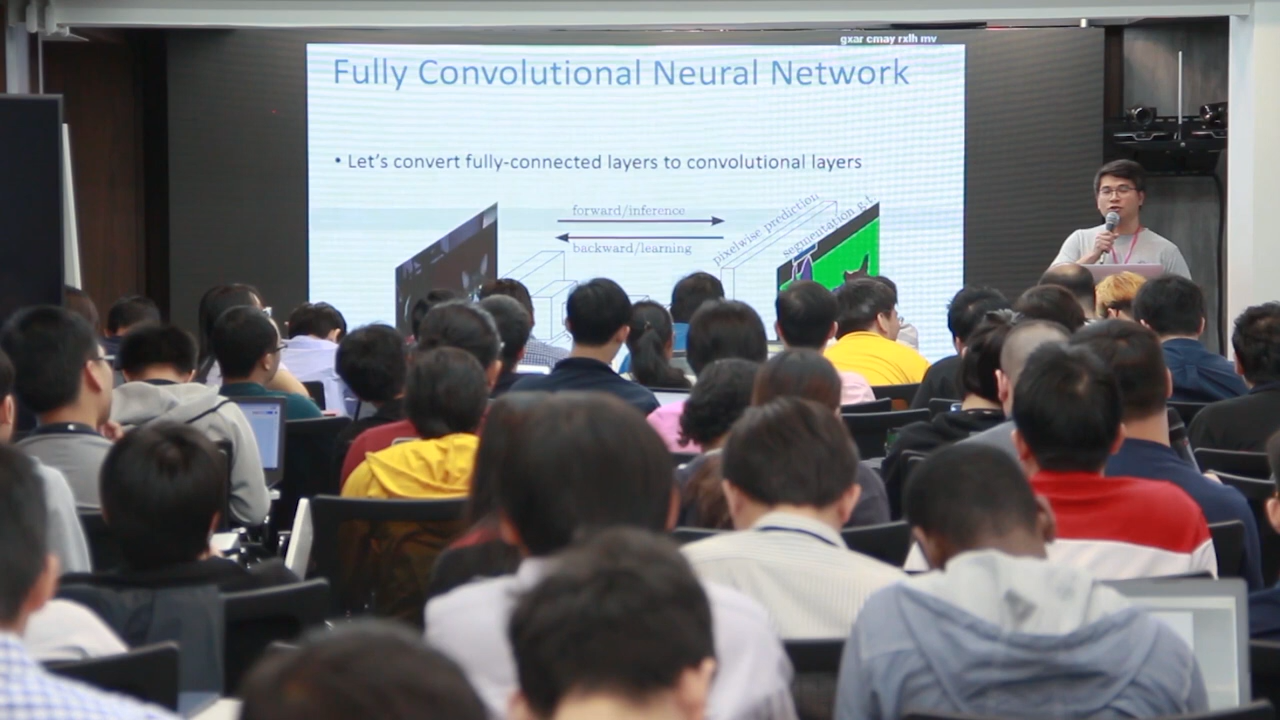 gxar cmay rxlh mv
Fully Convolutional Neural Network
• Let's convert fully-connected layers to convolutional layers
forward/inference
backward/learning
pixelwise prediction
segmentation g.t.